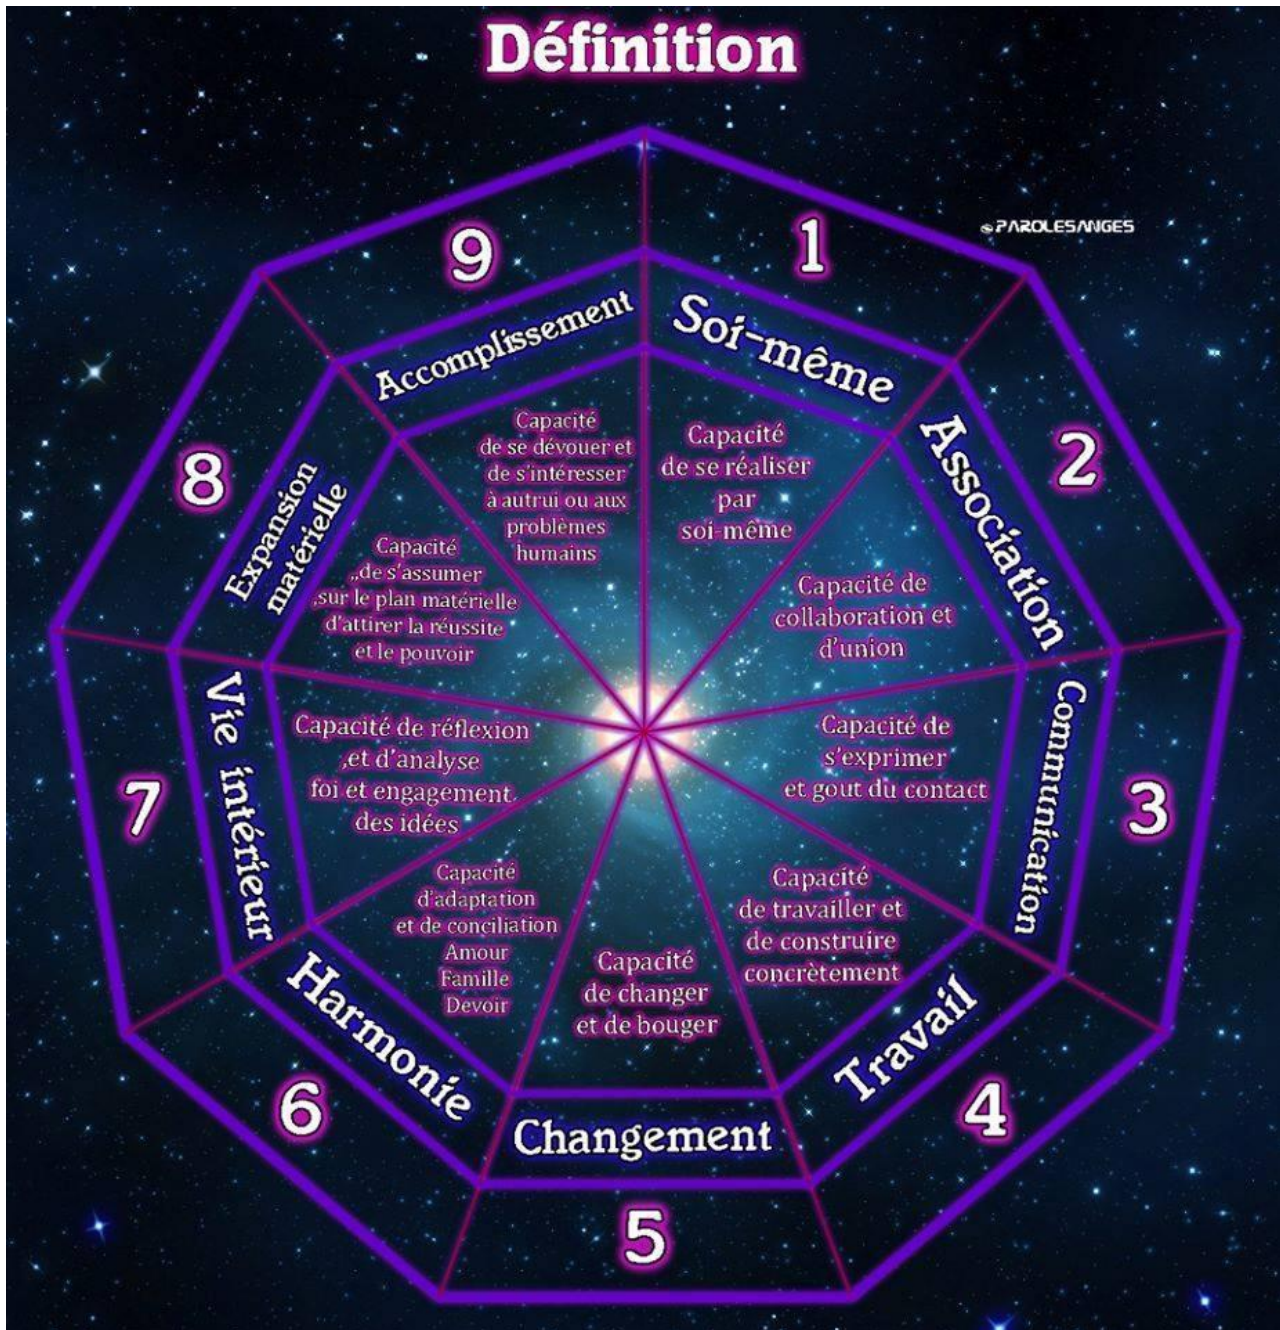 Définition
PAROLESANGES
1
Soi-même
Capacité
de se réaliser
par
soi-même
2
Association
Capacité de
collaboration et
d'union
3
Communication
Capacité de
s'exprimer
et gout du contact
4
Travail
Capacité
de travailler et
de construire
concrètement
5
Changement
Capacité
de changer
et de bouger
6
Harmonie
Capacité
d'adaptation
et de conciliation
Amour
Famille
Devoir
7
Vie intérieur
Capacité de réflexion
,et d'analyse
foi et engagement.
des idées
8
Expansion
matérielle
Capacité
,,de s'assumer
,sur le plan matérielle
d'attirer la réussite
et le pouvoir
9
Accomplissement
Capacité
de se dévouer et
de s'intéresser
à autrui ou aux
problèmes
humains